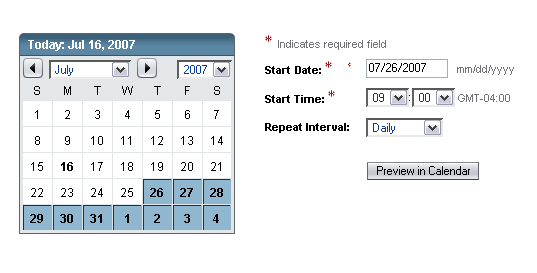 Today: Jul 16, 2007
July 2007
S M T W T F S
1 2 3 4 5 6 7
8 9 10 11 12 13 14
15 16 17 18 19 20 21
22 23 24 25 26 27 28
29 30 31 1 2 3 4
* Indicates required field
Start Date: * * 07/26/2007 mm/dd/yyyy
Start Time: * 09 : 00 GMT-04:00
Repeat Interval: Daily
Preview in Calendar